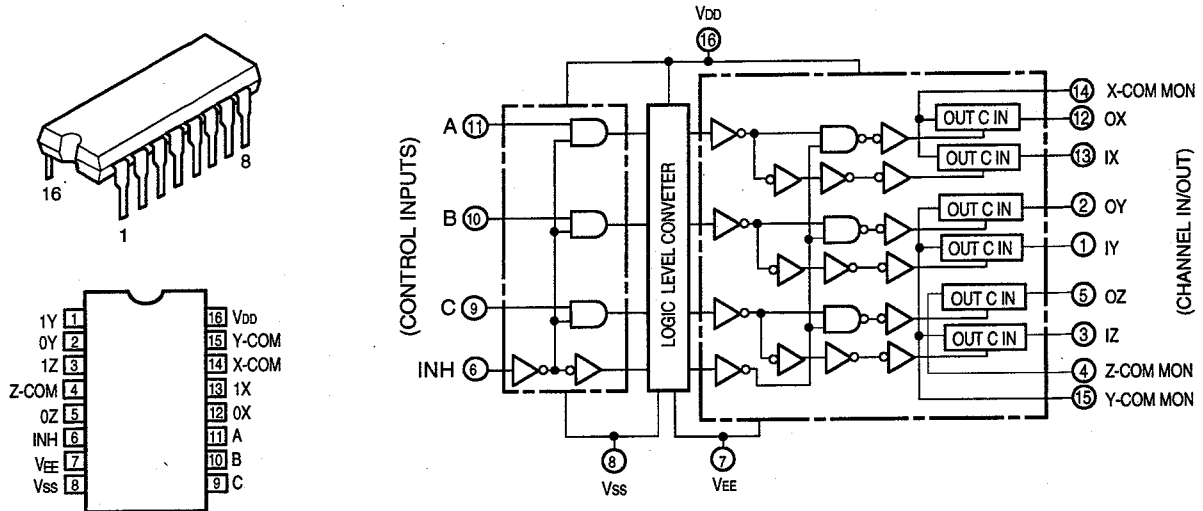 16
8
1
1Y 1
0Y 2
1Z 3
Z-COM 4
0Z 5
INH 6
VEE 7
VSS 8
16 VDD
15 Y-COM
14 X-COM
13 1X
12 0X
11 A
10 B
9 C
VDD
16
(CONTROL INPUTS)
A 11
B 10
C 9
INH 6
LOGIC LEVEL CONVETER
OUT C IN
OUT C IN
OUT C IN
OUT C IN
OUT C IN
OUT C IN
14 X-COM MON
12 OX
13 IX
2 OY
1 IY
5 OZ
3 IZ
4 Z-COM MON
15 Y-COM MON
(CHANNEL IN/OUT)
8
VSS
7
VEE